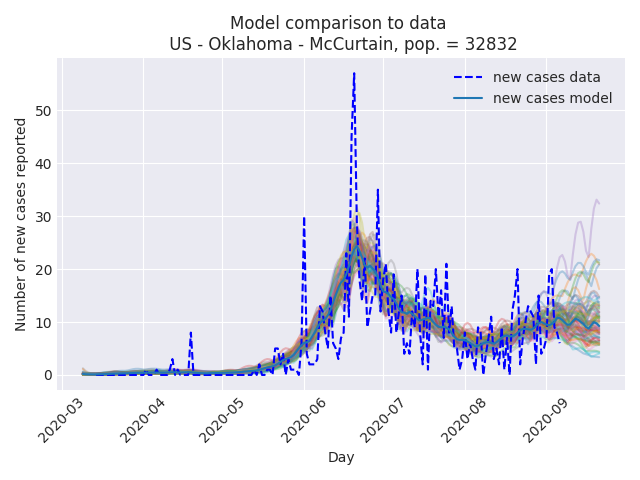 Model comparison to data
US - Oklahoma - McCurtain, pop. = 32832
new cases data
new cases model
Number of new cases reported
50
40
30
20
10
0
2020-03
2020-04
2020-05
2020-06
2020-07
2020-08
2020-09
Day